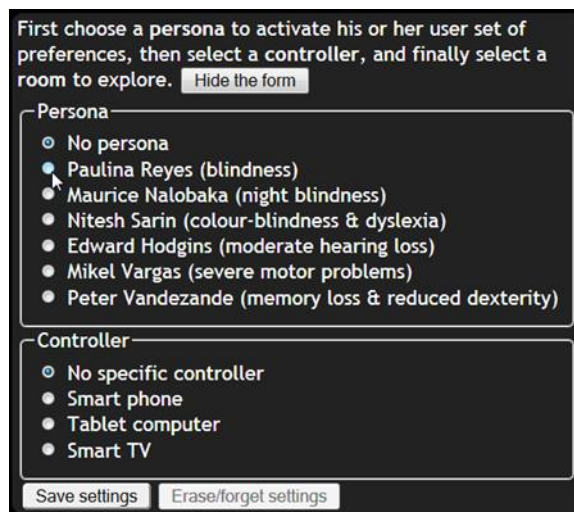 First choose a persona to activate his or her user set of
preferences, then select a controller, and finally select a
room to explore. Hide the form
Persona
No persona
Paulina Reyes (blindness)
Maurice Nalobaka (night blindness)
Nitesh Sarin (colour-blindness & dyslexia)
Edward Hodgins (moderate hearing loss)
Mikel Vargas (severe motor problems)
Peter Vandezande (memory loss & reduced dexterity)
Controller
No specific controller
Smart phone
Tablet computer
Smart TV
Save settings Erase/forget settings